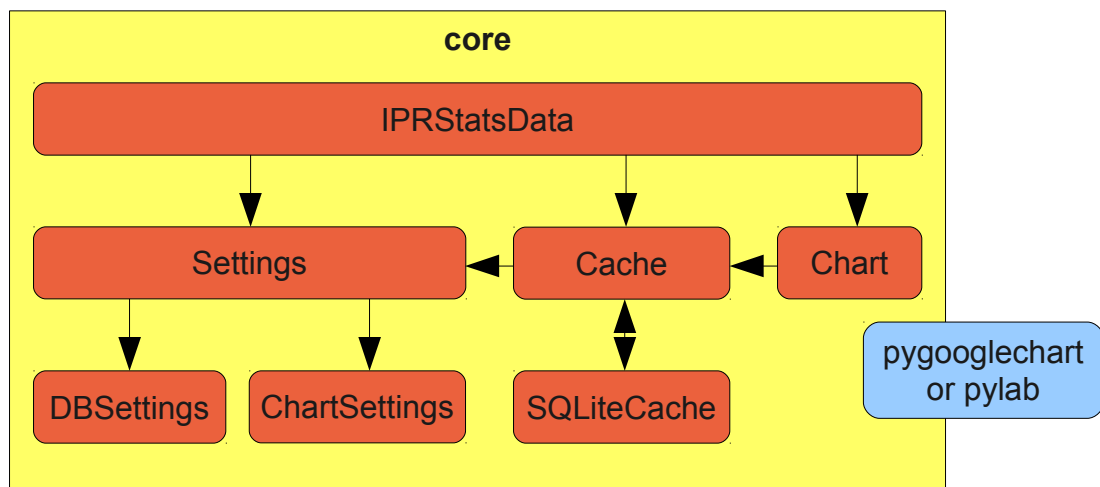 core
IPRStatsData
Settings
Cache
Chart
pygooglechart
or pylab
DBSettings
ChartSettings
SQLiteCache